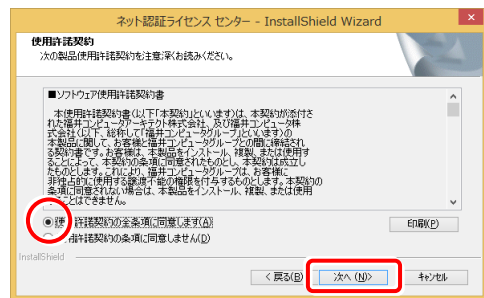 ネット認証ライセンス センター - InstallShield Wizard
使用許諾契約
次の製品使用許諾契約を注意深くお読みください。
■ソフトウェア使用許諾契約書
本使用許諾契約書(以下「本契約」といいます)は、本契約が添付さ
れた福井コンピュータアーキテクト株式会社、及び福井コンピュータ株
式会社(以下、総称して「福井コンピュータグループ」といいます)の
本製品に関して、お客様と福井コンピュータグループとの間に締結され
る契約書です。お客様は、本製品をインストール、複製、または使用す
ることによって、本契約の条項に同意されたものとし、本契約は成立し
たものとします。これにより、福井コンピュータグループは、お客様に
非独占的に使用する譲渡不能の権限を付与するものとします。本契約の
条項に同意されない場合は、本製品をインストール、複製、または使用
することはできません。
使用許諾契約の全条項に同意します(A)
許諾契約の条項に同意しません(D)
印刷(P)
InstallShield
< 戻る(B)
次へ (N)>
キャンセル